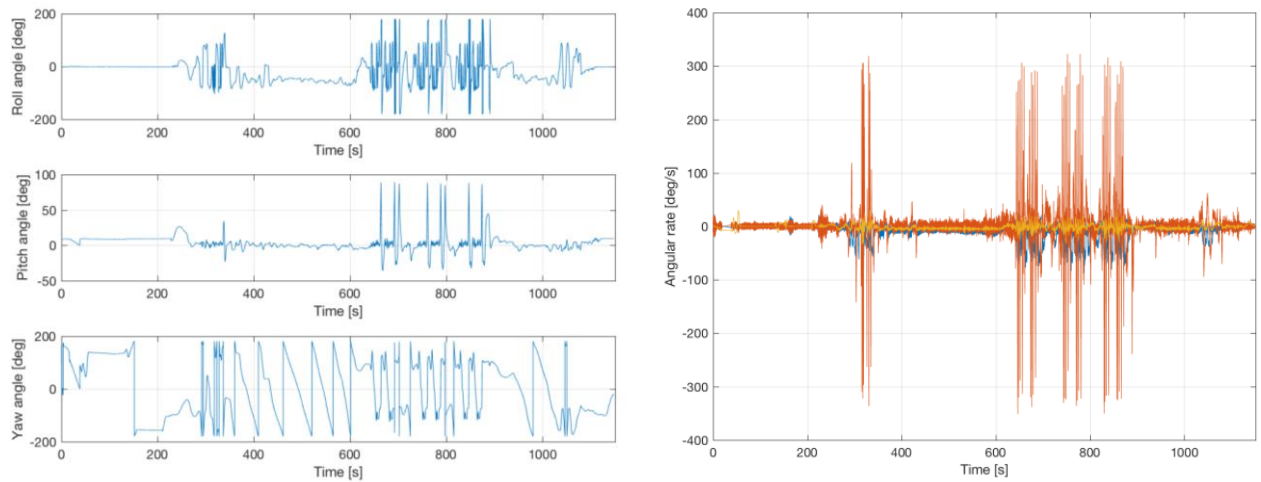 200
0
-200
Roll angle [deg]
0 200 400 600 800 1000
Time [s]
100
50
0
-50
Pitch angle [deg]
0 200 400 600 800 1000
Time [s]
200
0
-200
Yaw angle [deg]
0 200 400 600 800 1000
Time [s]
400
300
200
100
0
-100
-200
-300
-400
Angular rate [deg/s]
0 200 400 600 800 1000
Time [s]